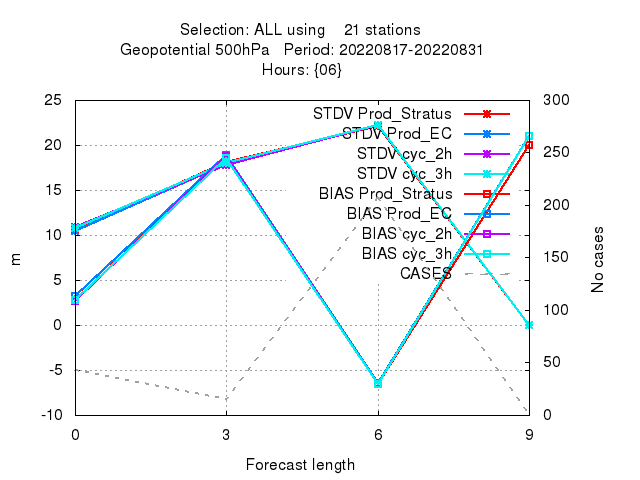 Selection: ALL using 21 stations
Geopotential 500hPa Period: 20220817-20220831
Hours: {06}
25
20
15
10
5
0
-5
-10
300
250
200
150
100
50
0
STDV Prod_Stratus
STDV Prod_EC
STDV cyc_2h
STDV cyc_3h
BIAS Prod_Stratus
BIAS Prod_EC
BIAS cyc_2h
BIAS cyc_3h
CASES
m
No cases
0 3 6 9
Forecast length